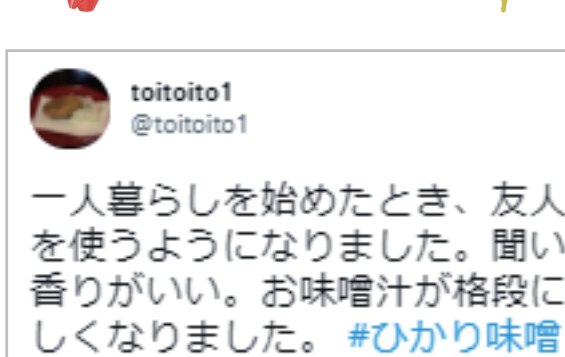 toitoito1
@toitoito1
一人暮らしを始めたとき、友人
を使うようになりました。聞い
香りがいい。お味噌汁が格段に
しくなりました。 #ひかり味噌